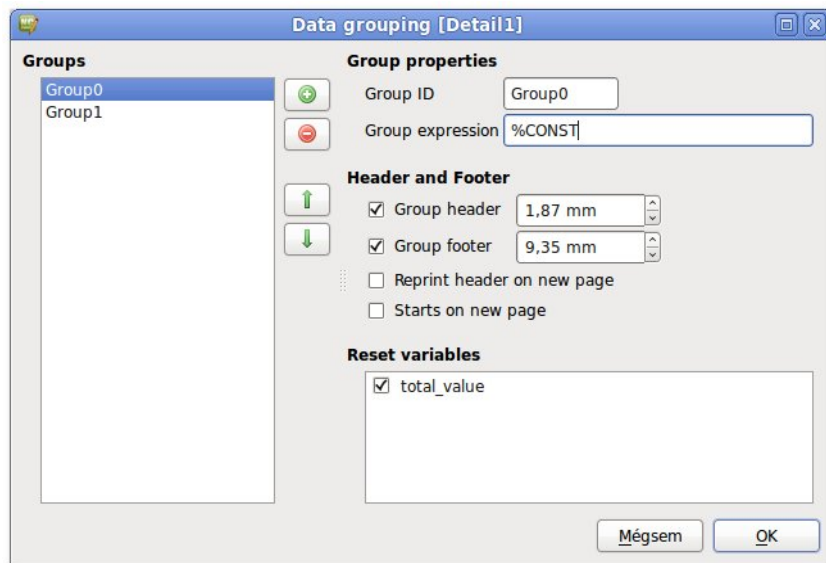 Data grouping [Detail1]
Groups
Group0
Group1
Group properties
Group ID Group0
Group expression %CONST
Header and Footer
Group header 1,87 mm
Group footer 9,35 mm
Reprint header on new page
Starts on new page
Reset variables
total_value
Mégsem OK